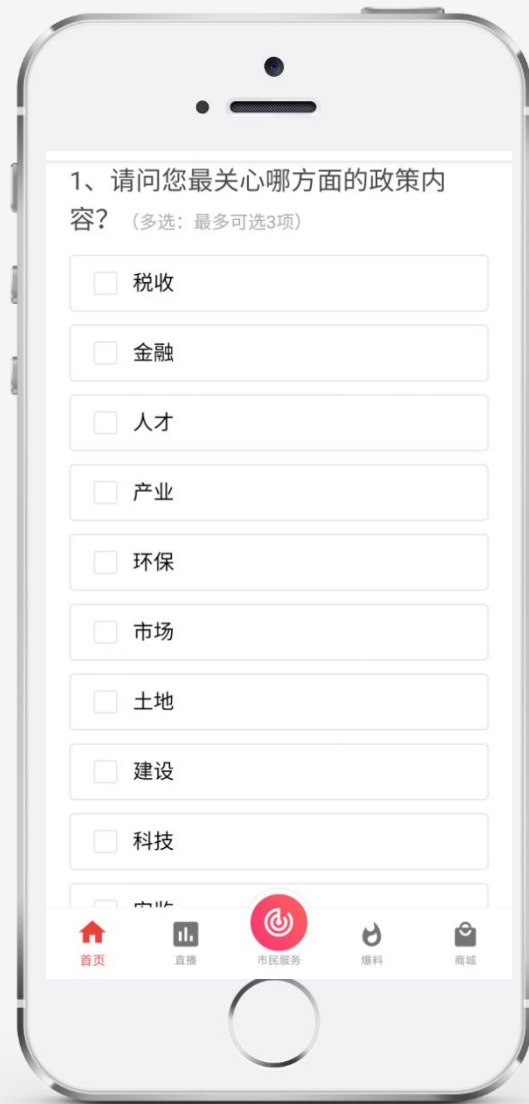 1、请问您最关心哪方面的政策内
容？（多选：最多可选3项）
税收
金融
人才
产业
环保
市场
土地
建设
科技
首页
直播
市民服务
爆料
商城